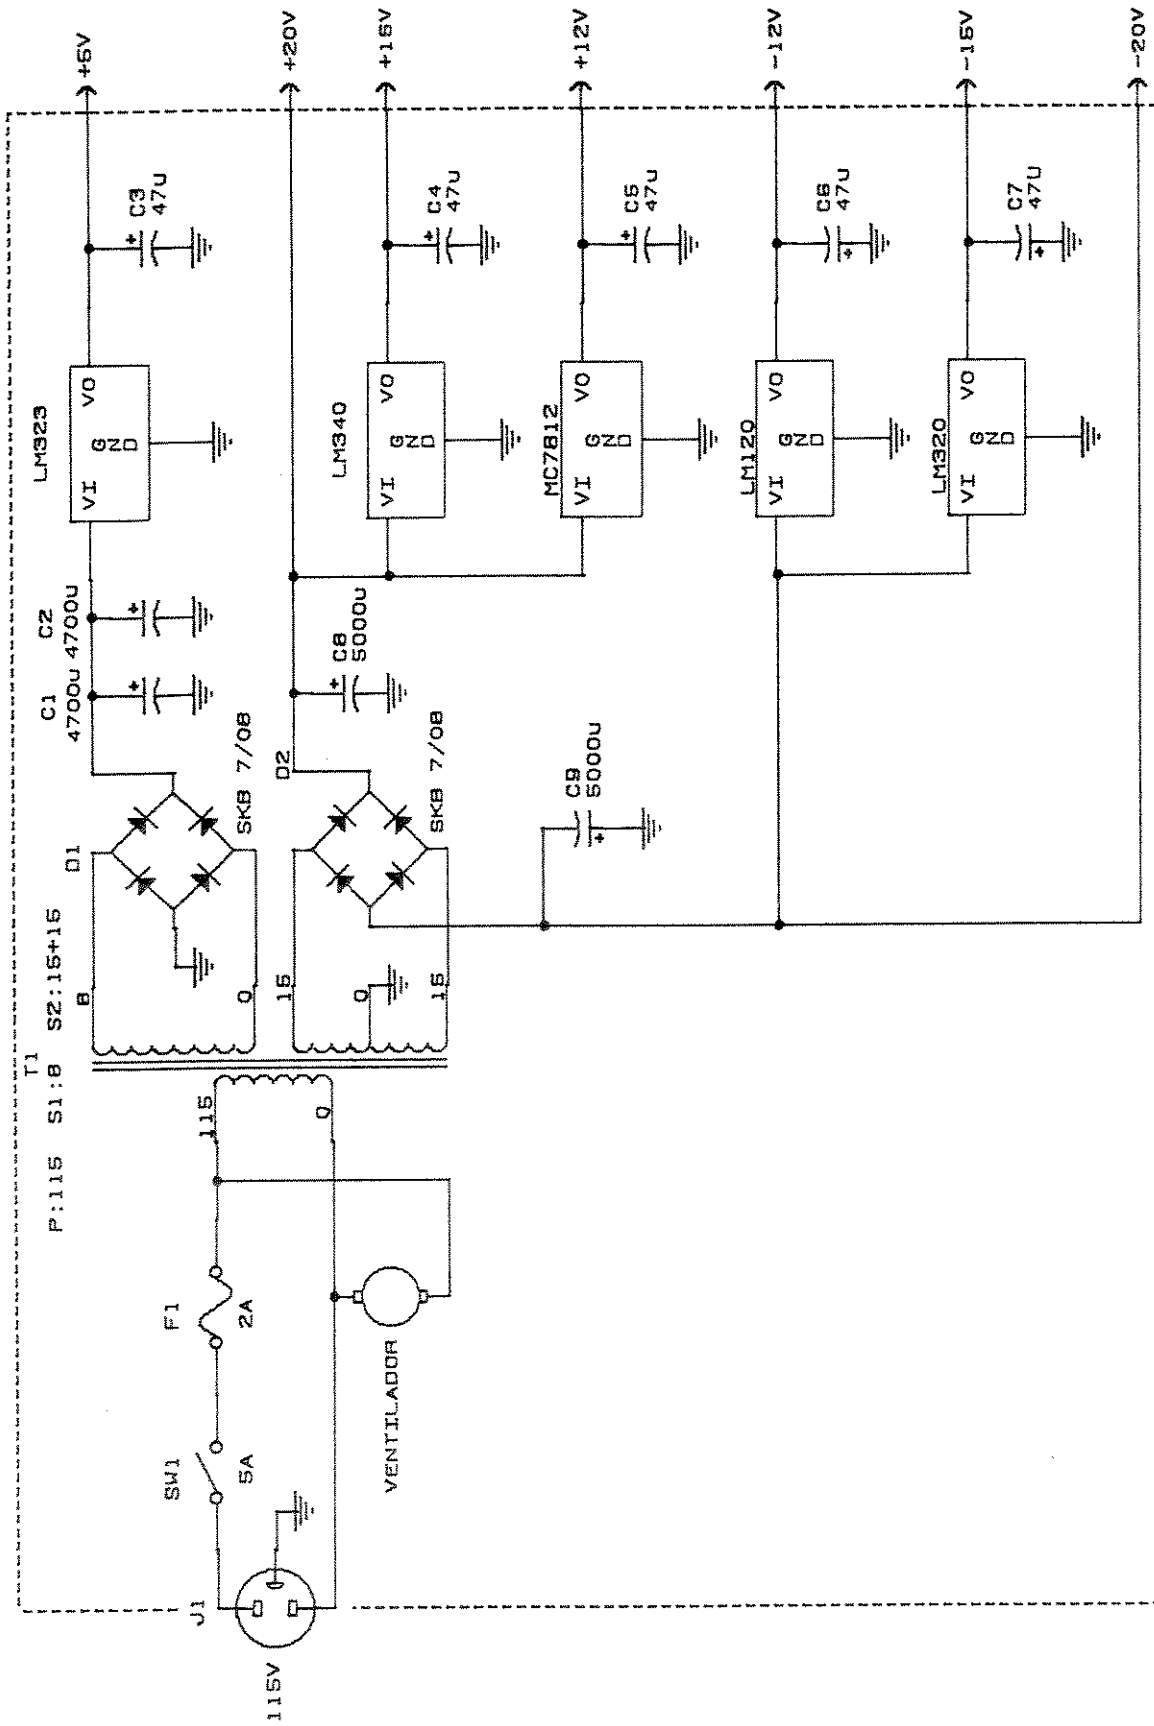 T1
P:115 S1:8 S2:15+15
J1
115V
SW1
5A
F1
2A
VENTILADOR
115
0
8
0
15
0
15
D1
SKB 7/08
D2
SKB 7/08
C1
4700u
C2
4700u
C8
5000u
C9
5000u
LM323
VI
GND
VO
C3
47u
+5V
+20V
LM340
VI
GND
VO
C4
47u
+15V
MC7812
VI
GND
VO
C5
47u
+12V
LM120
VI
GND
VO
C6
47u
-12V
LM320
VI
GND
VO
C7
47u
-15V
-20V